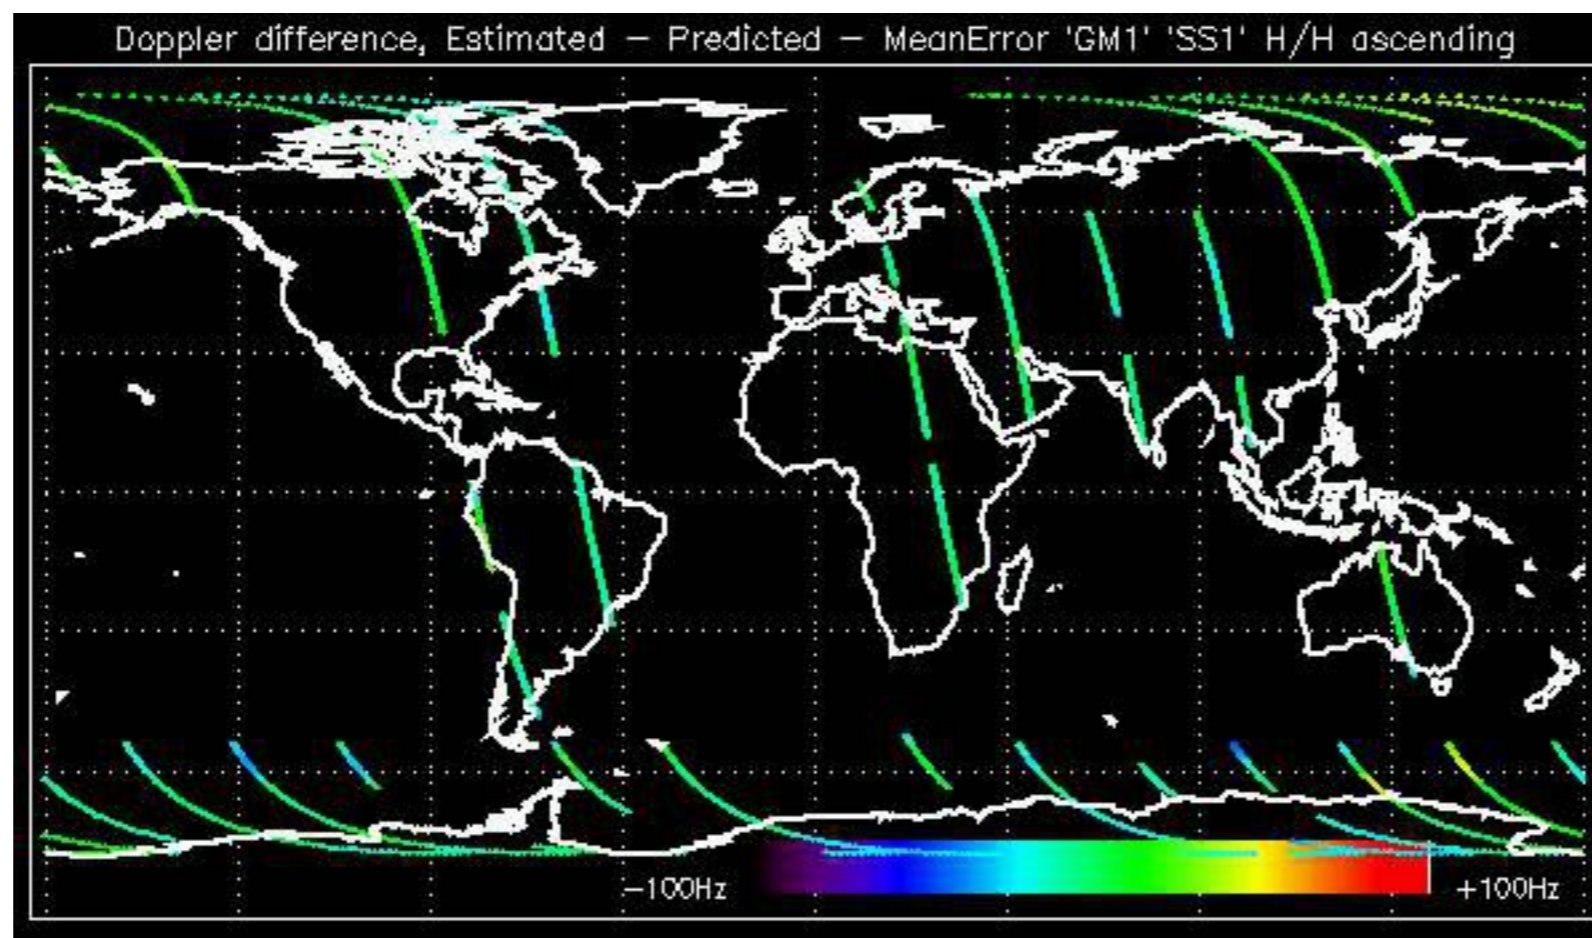 Doppler difference, Estimated – Predicted – MeanError 'GM1' 'SS1' H/H ascending
–100Hz
+100Hz